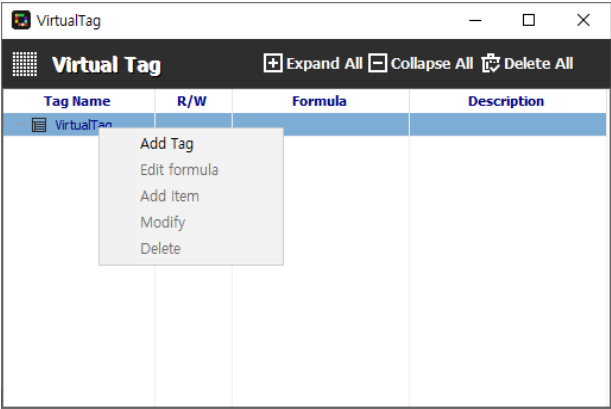 VirtualTag
Virtual Tag Expand All Collapse All Delete All
Tag Name R/W Formula Description
VirtualTag
Add Tag
Edit formula
Add Item
Modify
Delete